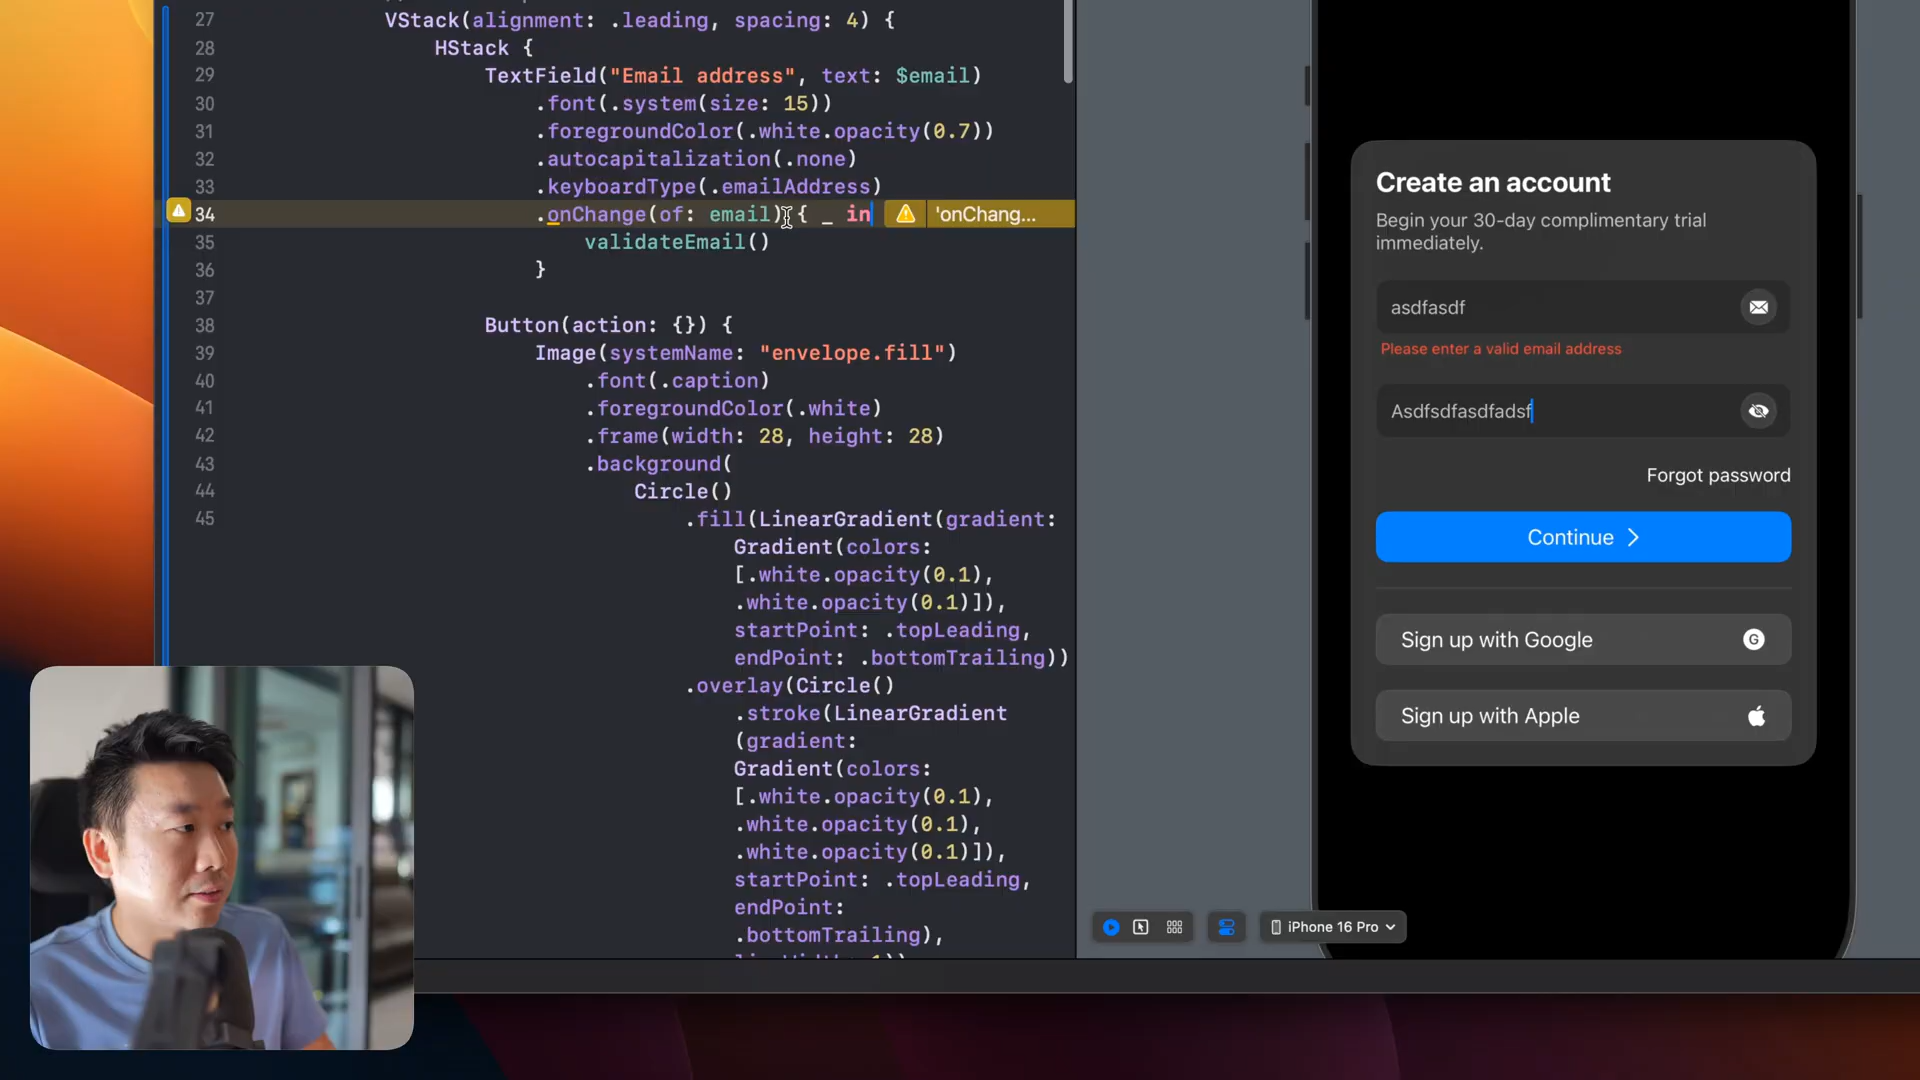 27 VStack(alignment: .leading, spacing: 4) {
28 HStack {
29 TextField("Email address", text: $email)
30 .font(.system(size: 15))
31 .foregroundColor(.white.opacity(0.7))
32 .autocapitalization(.none)
33 .keyboardType(.emailAddress)
34 .onChange(of: email) { _ in 'onChang...
35 validateEmail()
36 }
37
38 Button(action: {}) {
39 Image(systemName: "envelope.fill")
40 .font(.caption)
41 .foregroundColor(.white)
42 .frame(width: 28, height: 28)
43 .background(
44 Circle()
45 .fill(LinearGradient(gradient:
Gradient(colors:
[.white.opacity(0.1),
.white.opacity(0.1)]),
startPoint: .topLeading,
endPoint: .bottomTrailing))
.overlay(Circle()
.stroke(LinearGradient
(gradient:
Gradient(colors:
[.white.opacity(0.1),
.white.opacity(0.1),
.white.opacity(0.1)]),
startPoint: .topLeading,
endPoint:
.bottomTrailing),
Create an account
Begin your 30-day complimentary trial
immediately.
asdfasdf
Please enter a valid email address
Asdfsdfasdfadsf
Forgot password
Continue
Sign up with Google G
Sign up with Apple
iPhone 16 Pro